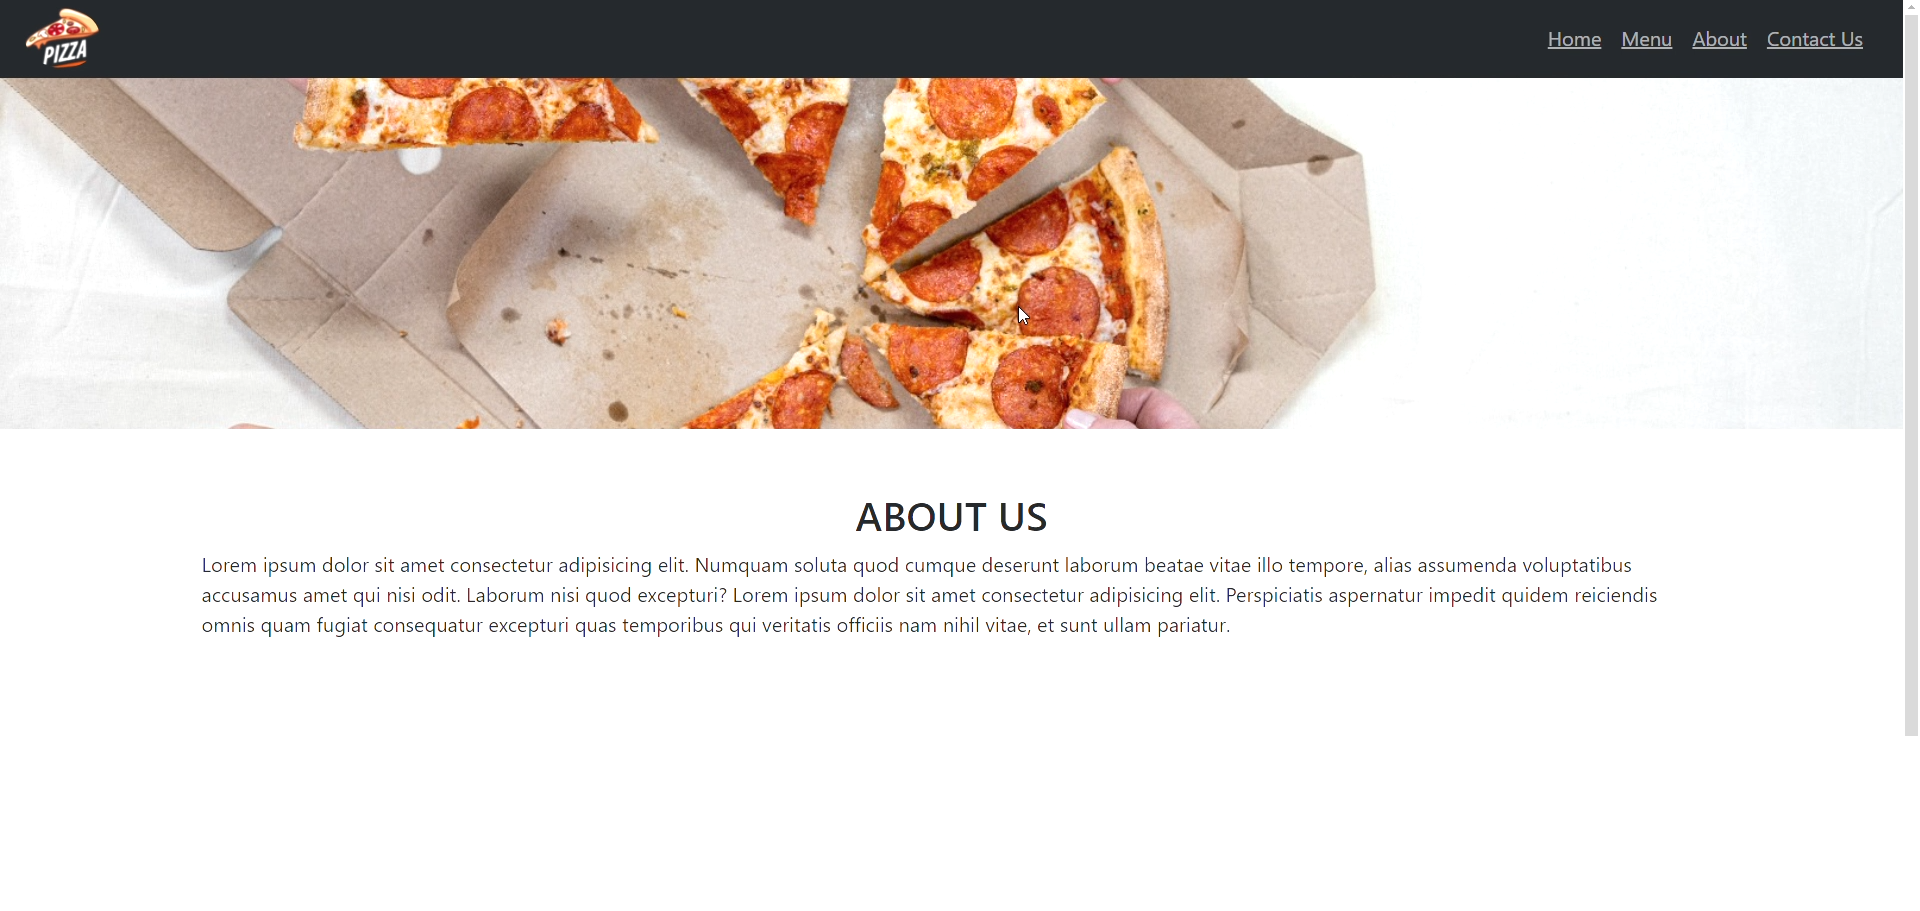 PIZZA
Home Menu About Contact Us
ABOUT US
Lorem ipsum dolor sit amet consectetur adipisicing elit. Numquam soluta quod cumque deserunt laborum beatae vitae illo tempore, alias assumenda voluptatibus
accusamus amet qui nisi odit. Laborum nisi quod excepturi? Lorem ipsum dolor sit amet consectetur adipisicing elit. Perspiciatis aspernatur impedit quidem reiciendis
omnis quam fugiat consequatur excepturi quas temporibus qui veritatis officiis nam nihil vitae, et sunt ullam pariatur.